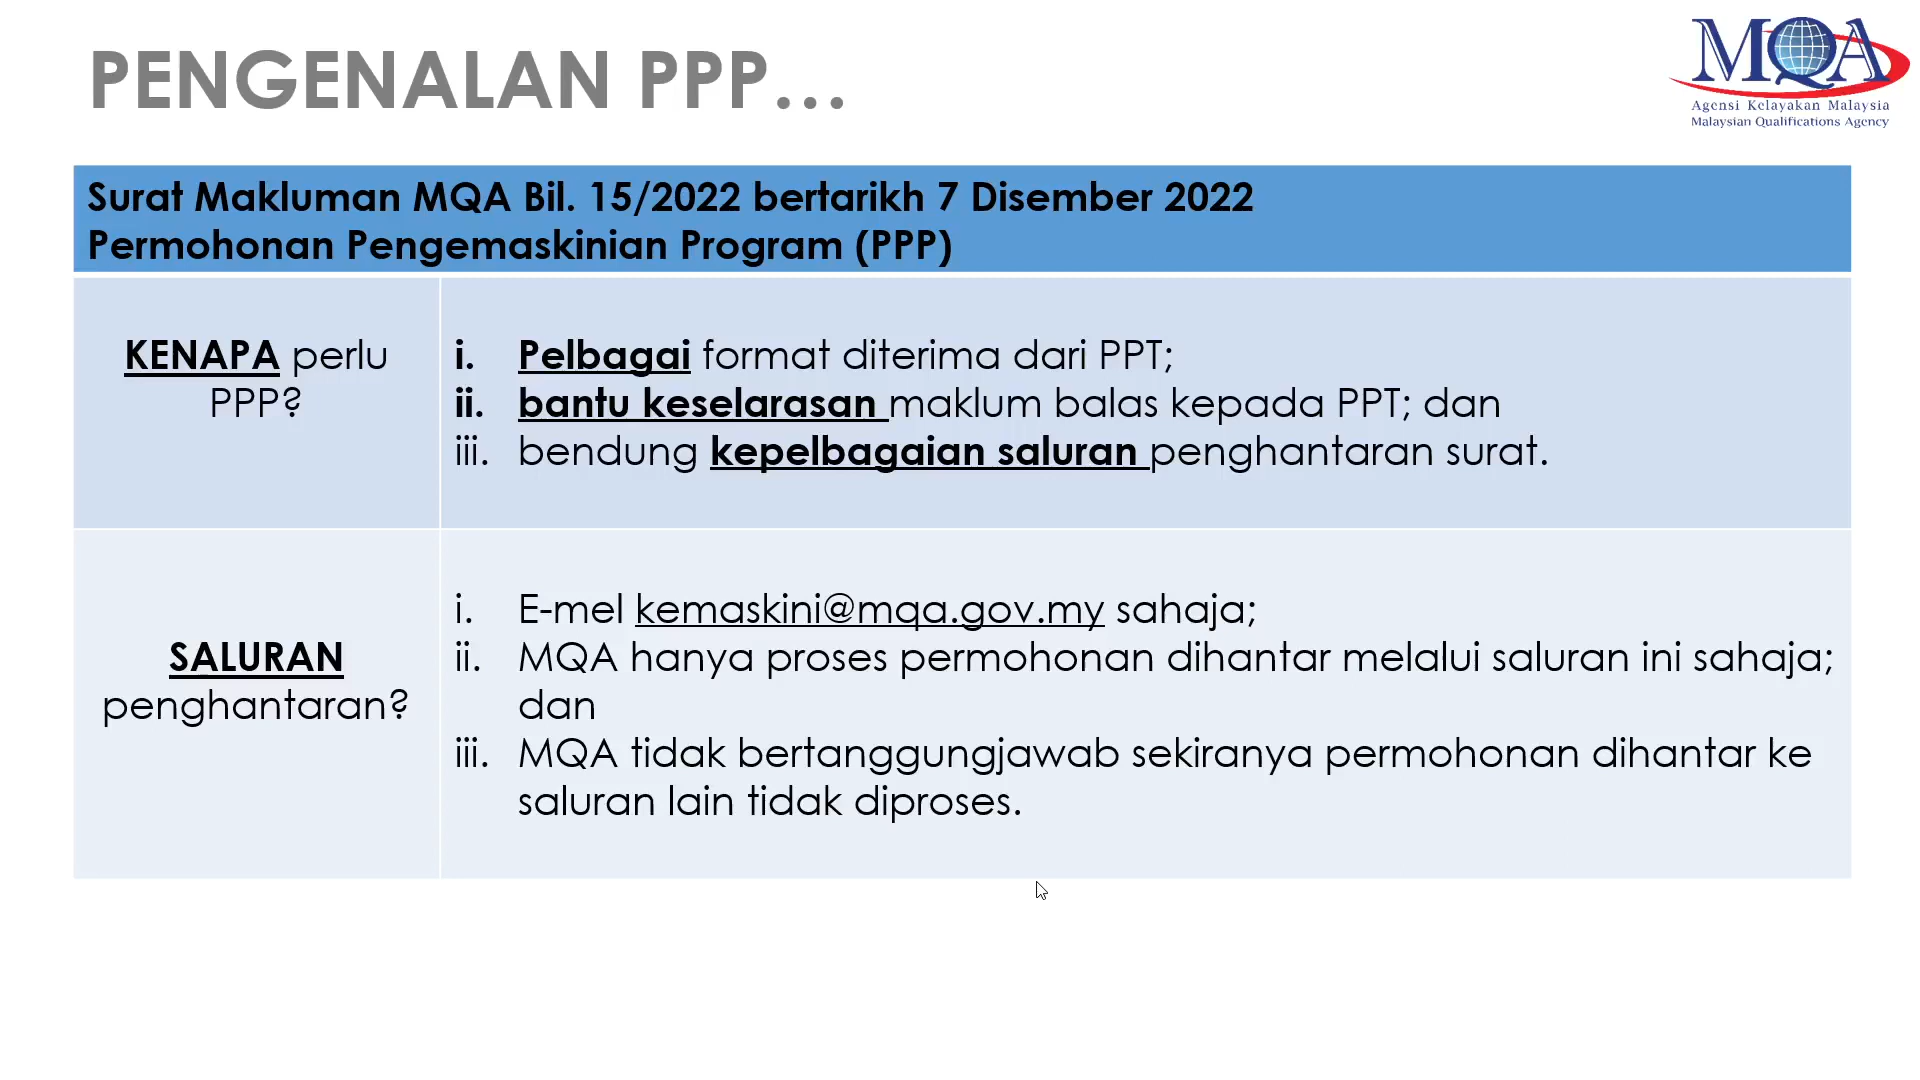 PENGENALAN PPP...
MQA
Agensi Kelayakan Malaysia
Malaysian Qualifications Agency
Surat Makluman MQA Bil. 15/2022 bertarikh 7 Disember 2022
Permohonan Pengemaskinian Program (PPP)
KENAPA perlu
PPP?
i. Pelbagai format diterima dari PPT;
ii. bantu keselarasan maklum balas kepada PPT; dan
iii. bendung kepelbagaian saluran penghantaran surat.
SALURAN
penghantaran?
i. E-mel kemaskini@mqa.gov.my sahaja;
ii. MQA hanya proses permohonan dihantar melalui saluran ini sahaja;
dan
iii. MQA tidak bertanggungjawab sekiranya permohonan dihantar ke
saluran lain tidak diproses.